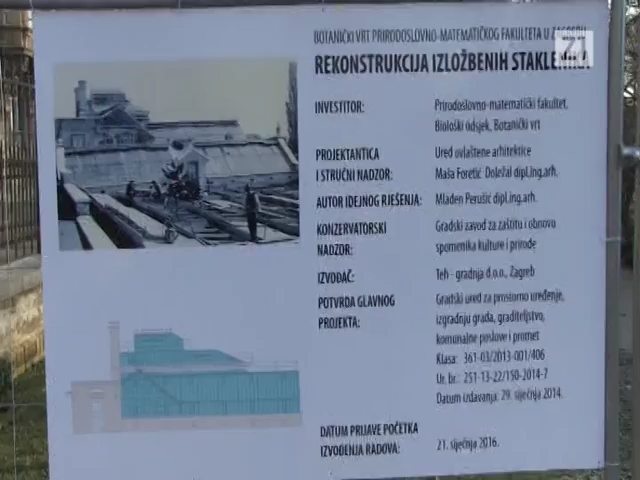 BOTANIČKI VRT PRIRODOSLOVNO-MATEMATIČKOG FAKULTETA U ZAGREBU
Z1
REKONSTRUKCIJA IZLOŽBENIH STAKLENIKA
INVESTITOR: Prirodoslovno-matematički fakultet,
Biološki odsjek, Botanički vrt
PROJEKTANTICA Ured ovlaštene arhitektice
I STRUČNI NADZOR: Maša Foretić Doležal dipl.ing.arh.
AUTOR IDEJNOG RJEŠENJA: Mladen Perušić dipl.ing.arh.
KONZERVATORSKI Gradski zavod za zaštitu i obnovu
NADZOR: spomenika kulture i prirode
IZVOĐAČ: Teh - gradnja d.o.o., Zagreb
POTVRDA GLAVNOG Gradski ured za prostorno uređenje,
PROJEKTA: izgradnju grada, graditeljstvo,
komunalne poslove i promet
Klasa: 361-03/2013-001/406
Ur. br.: 251-13-22/150-2014-7
Datum izdavanja: 29. siječnja 2014.
DATUM PRIJAVE POČETKA
IZVOĐENJA RADOVA: 21. siječnja 2016.